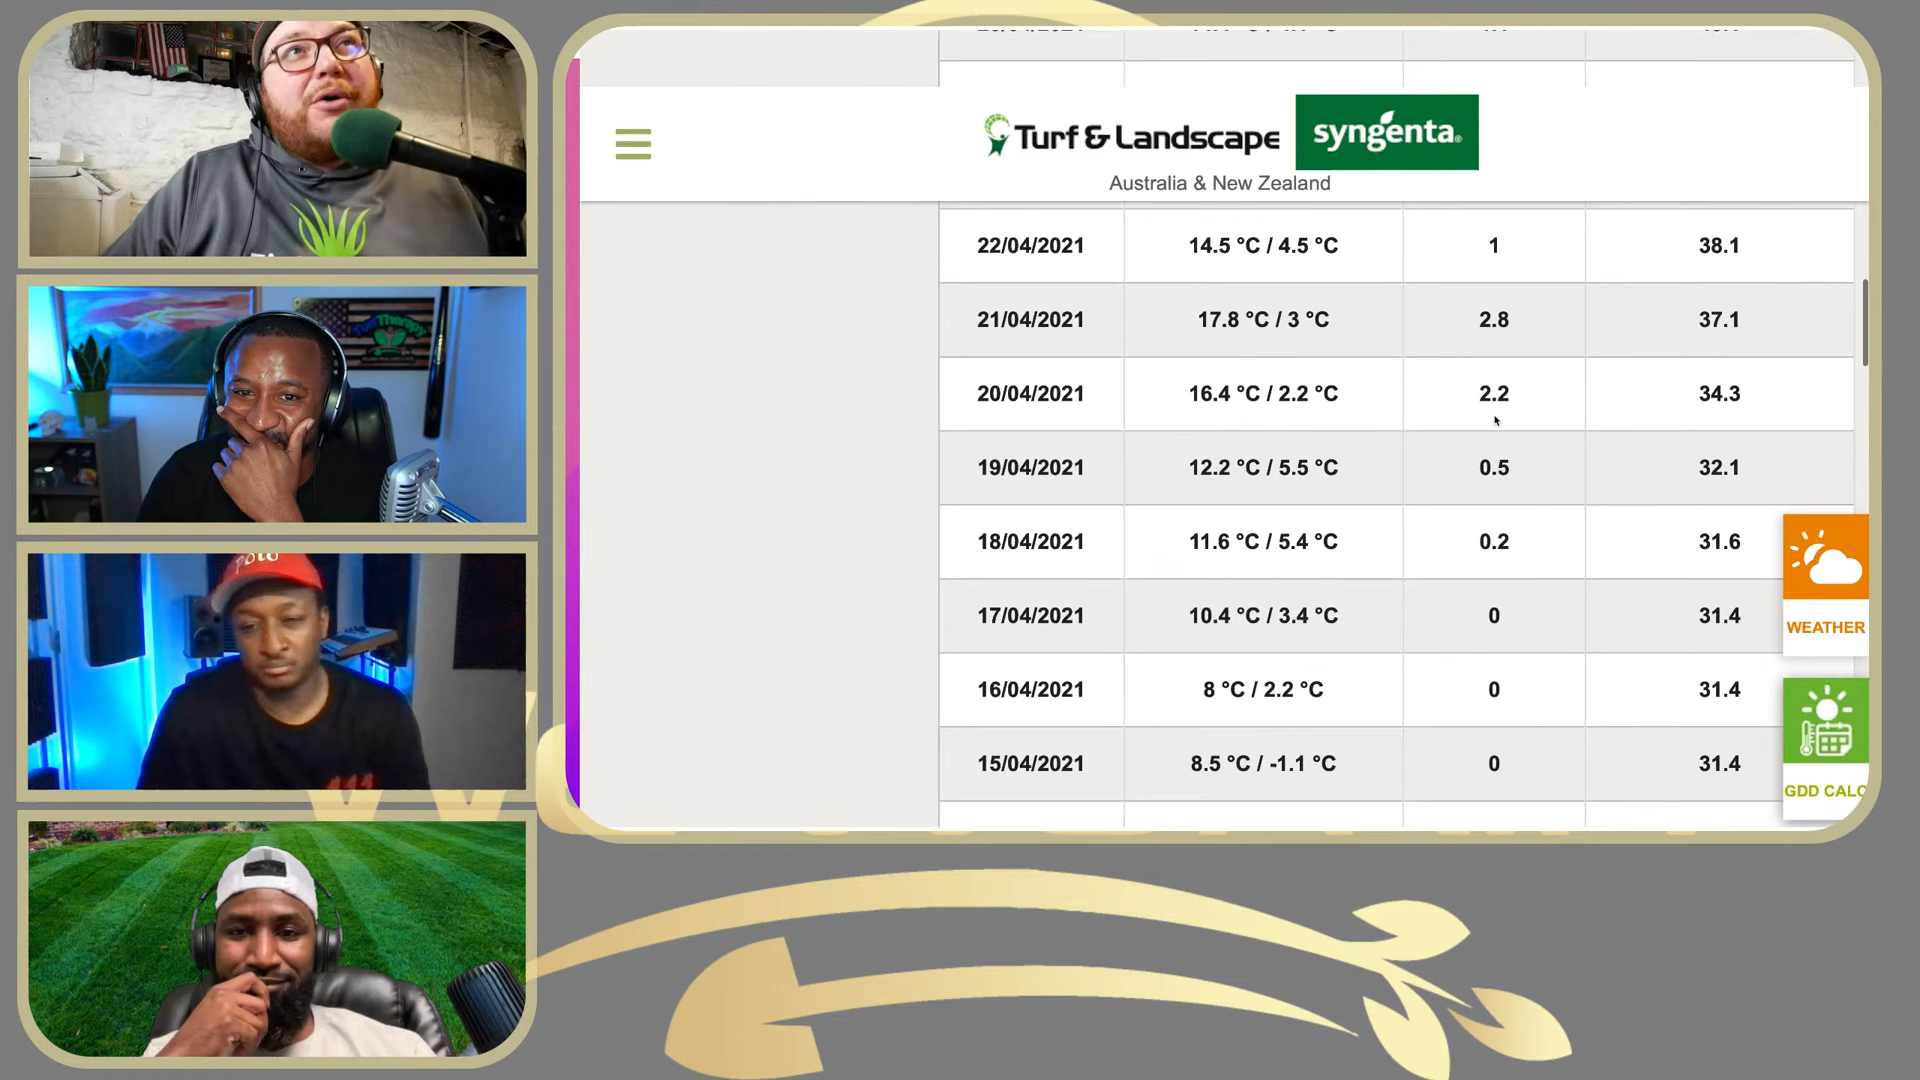 Turf & Landscape
syngenta
Australia & New Zealand
22/04/2021 14.5 °C / 4.5 °C 1 38.1
21/04/2021 17.8 °C / 3 °C 2.8 37.1
20/04/2021 16.4 °C / 2.2 °C 2.2 34.3
19/04/2021 12.2 °C / 5.5 °C 0.5 32.1
18/04/2021 11.6 °C / 5.4 °C 0.2 31.6
17/04/2021 10.4 °C / 3.4 °C 0 31.4
16/04/2021 8 °C / 2.2 °C 0 31.4
15/04/2021 8.5 °C / -1.1 °C 0 31.4
WEATHER
GDD CALC
TurfTherapy